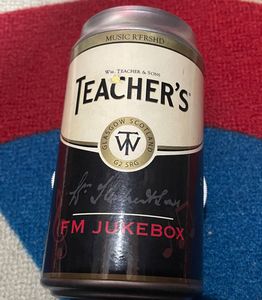 MUSIC R'FRSHD
Wm. TEACHER & SONS
TEACHER'S
GLASGOW SCOTLAND
TW
G2 5RG
FM JUKEBOX